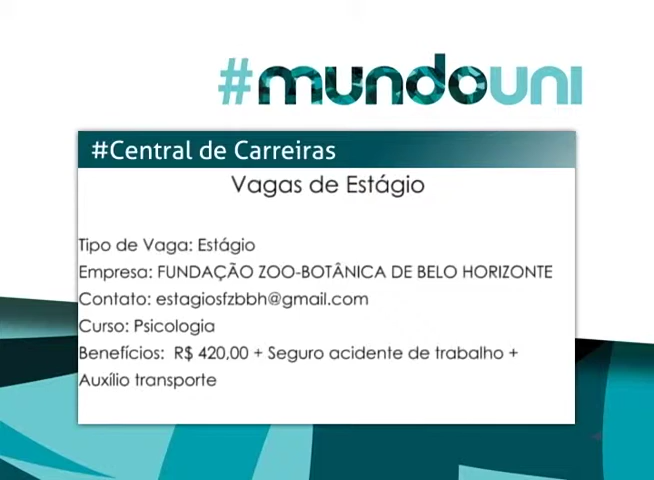 #mundouni
#Central de Carreiras
Vagas de Estágio
Tipo de Vaga: Estágio
Empresa: FUNDAÇÃO ZOO-BOTÂNICA DE BELO HORIZONTE
Contato: estagiosfzbbh@gmail.com
Curso: Psicologia
Benefícios:  R$ 420,00 + Seguro acidente de trabalho +
Auxílio transporte